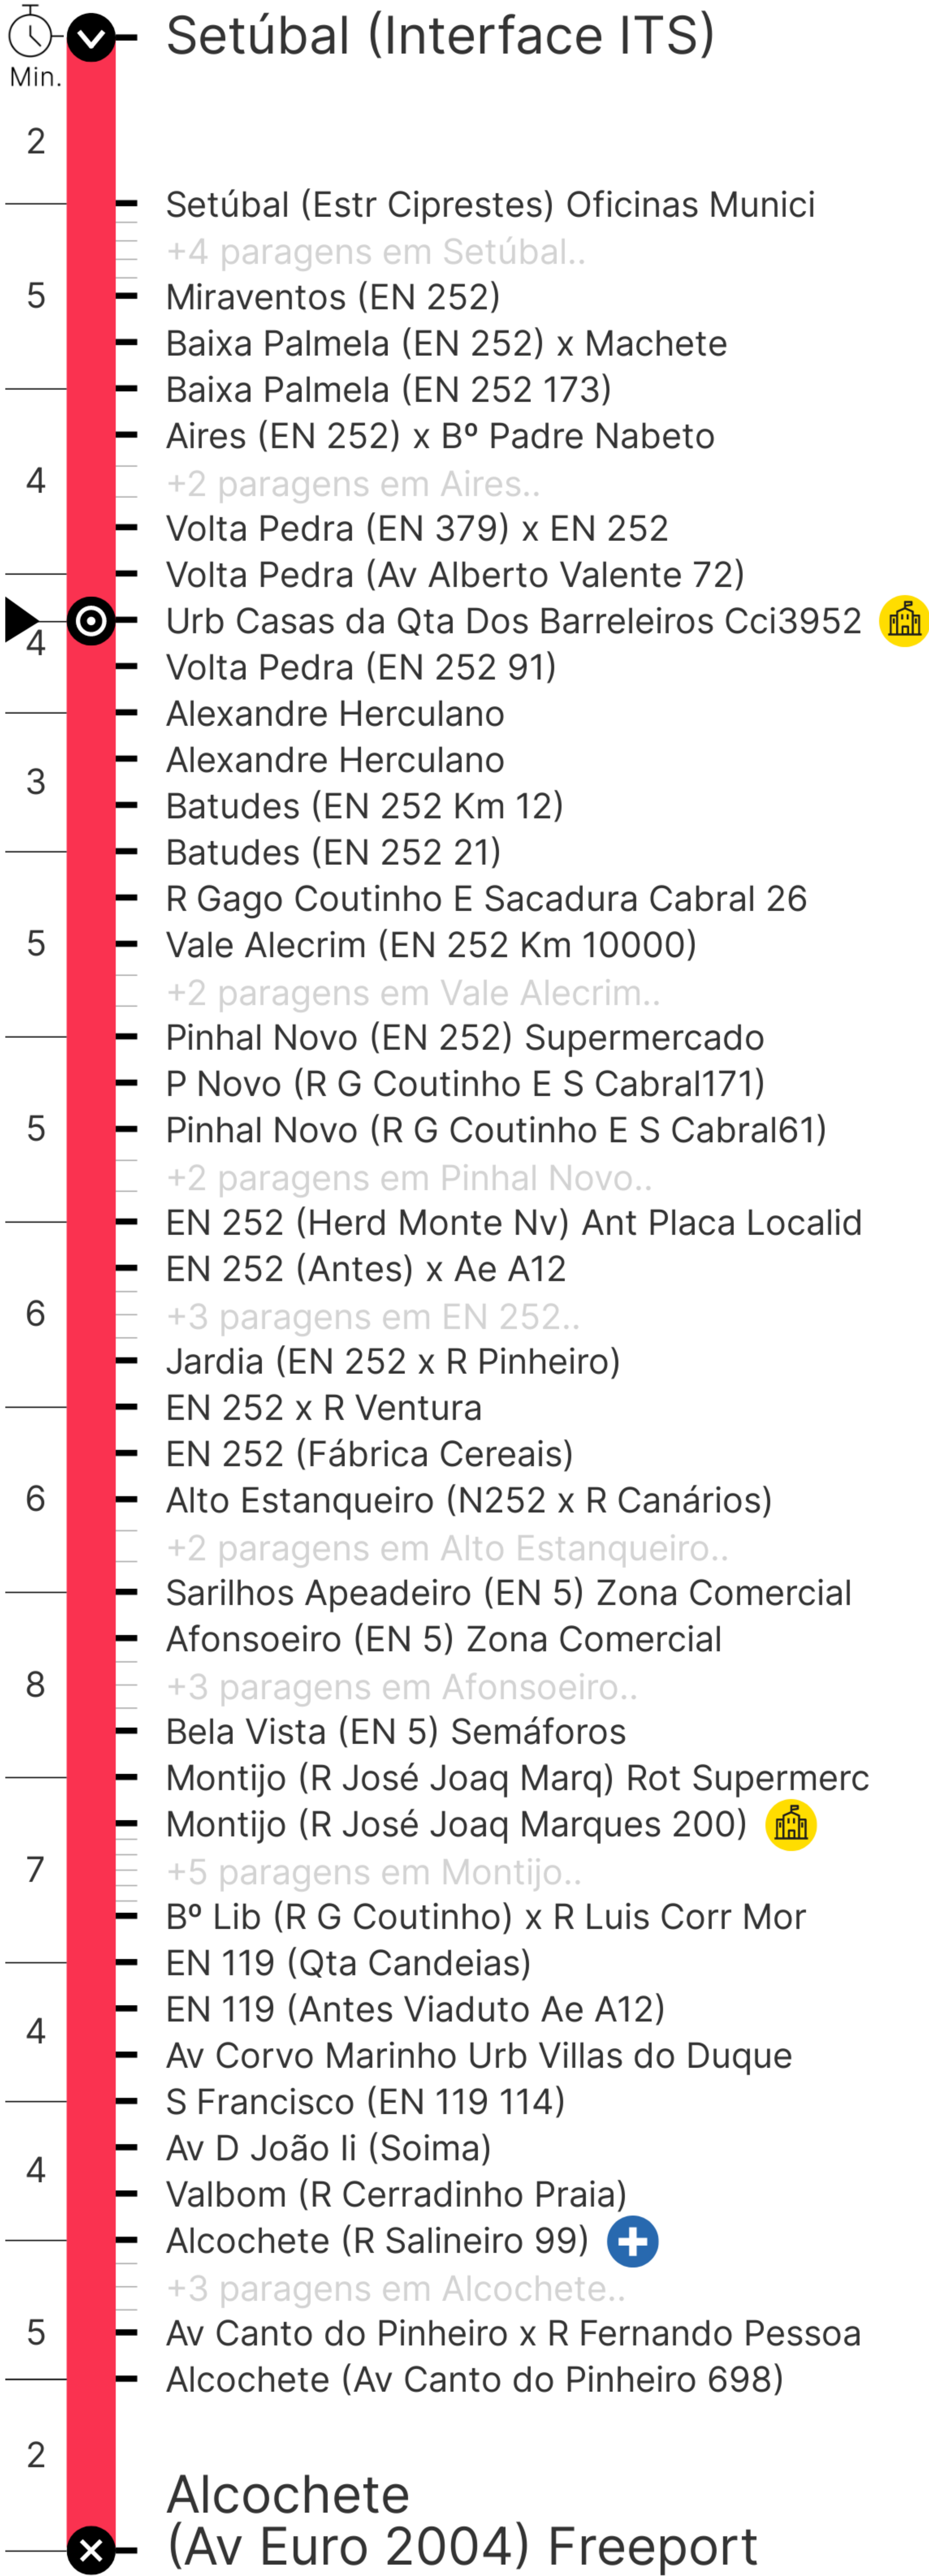 Setúbal (Interface ITS)
Min.
2
Setúbal (Estr Ciprestes) Oficinas Munici
+4 paragens em Setúbal..
5
Miraventos (EN 252)
Baixa Palmela (EN 252) x Machete
Baixa Palmela (EN 252 173)
Aires (EN 252) x Bº Padre Nabeto
4
+2 paragens em Aires..
Volta Pedra (EN 379) x EN 252
Volta Pedra (Av Alberto Valente 72)
Urb Casas da Qta Dos Barreleiros Cci3952
4
Volta Pedra (EN 252 91)
Alexandre Herculano
Alexandre Herculano
3
Batudes (EN 252 Km 12)
Batudes (EN 252 21)
R Gago Coutinho E Sacadura Cabral 26
5
Vale Alecrim (EN 252 Km 10000)
+2 paragens em Vale Alecrim..
Pinhal Novo (EN 252) Supermercado
P Novo (R G Coutinho E S Cabral171)
5
Pinhal Novo (R G Coutinho E S Cabral61)
+2 paragens em Pinhal Novo..
EN 252 (Herd Monte Nv) Ant Placa Localid
EN 252 (Antes) x Ae A12
6
+3 paragens em EN 252..
Jardia (EN 252 x R Pinheiro)
EN 252 x R Ventura
EN 252 (Fábrica Cereais)
6
Alto Estanqueiro (N252 x R Canários)
+2 paragens em Alto Estanqueiro..
Sarilhos Apeadeiro (EN 5) Zona Comercial
Afonsoeiro (EN 5) Zona Comercial
8
+3 paragens em Afonsoeiro..
Bela Vista (EN 5) Semáforos
Montijo (R José Joaq Marq) Rot Supermerc
Montijo (R José Joaq Marques 200)
7
+5 paragens em Montijo..
Bº Lib (R G Coutinho) x R Luis Corr Mor
EN 119 (Qta Candeias)
EN 119 (Antes Viaduto Ae A12)
4
Av Corvo Marinho Urb Villas do Duque
S Francisco (EN 119 114)
Av D João Ii (Soima)
4
Valbom (R Cerradinho Praia)
Alcochete (R Salineiro 99)
+3 paragens em Alcochete..
5
Av Canto do Pinheiro x R Fernando Pessoa
Alcochete (Av Canto do Pinheiro 698)
2
Alcochete
(Av Euro 2004) Freeport